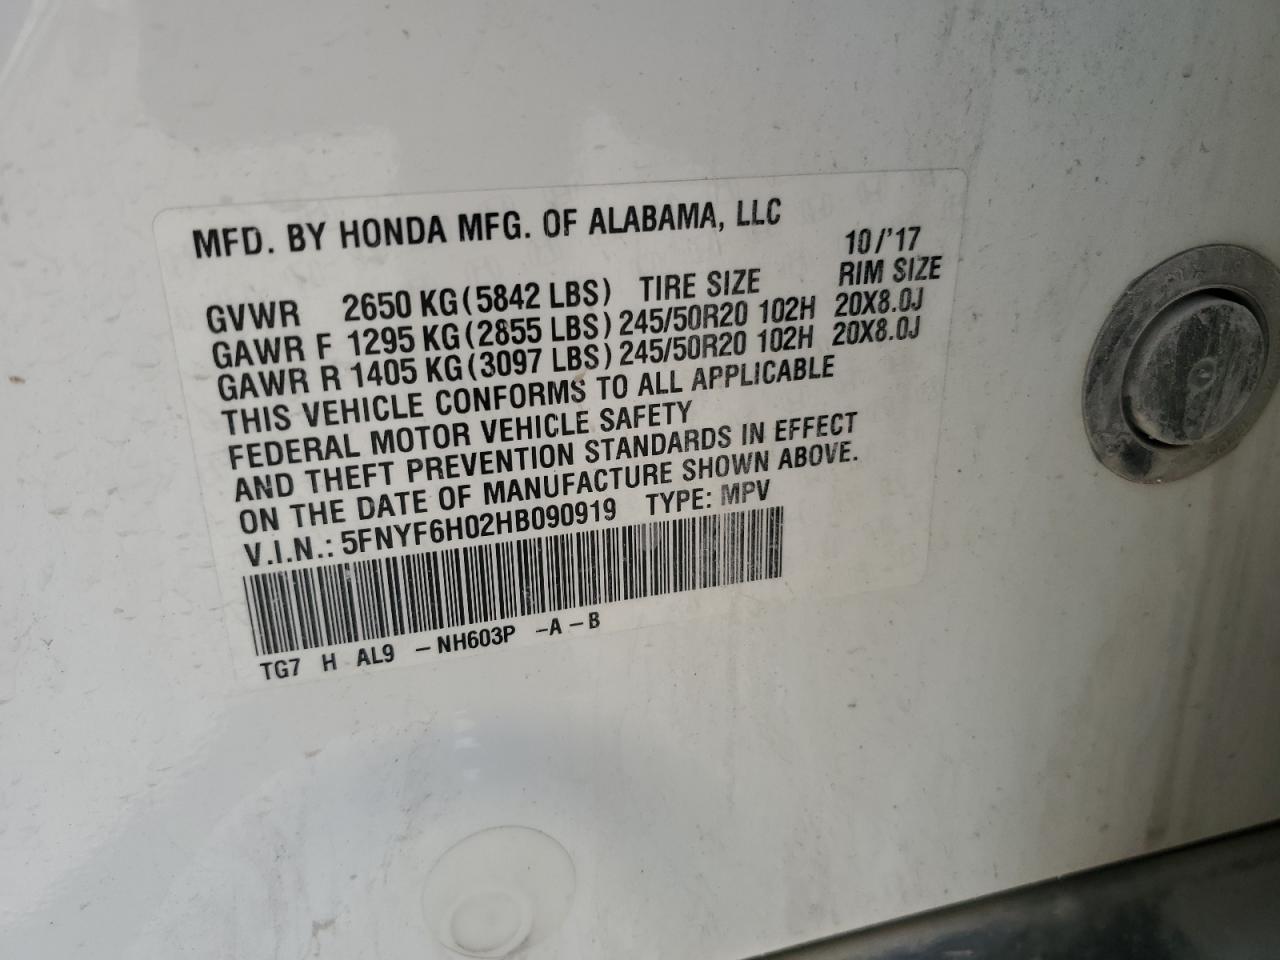 MFD. BY HONDA MFG. OF ALABAMA, LLC
10/'17
GVWR 2650 KG (5842 LBS) TIRE SIZE RIM SIZE
GAWR F 1295 KG (2855 LBS) 245/50R20 102H 20X8.0J
GAWR R 1405 KG (3097 LBS) 245/50R20 102H 20X8.0J
THIS VEHICLE CONFORMS TO ALL APPLICABLE
FEDERAL MOTOR VEHICLE SAFETY
AND THEFT PREVENTION STANDARDS IN EFFECT
ON THE DATE OF MANUFACTURE SHOWN ABOVE.
V.I.N.: 5FNYF6H02HB090919 TYPE: MPV
TG7 H AL9 -NH603P -A-B